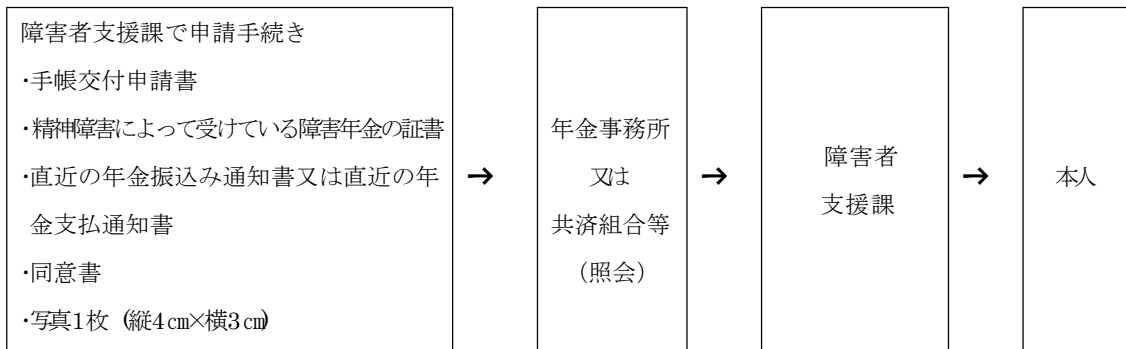 障害者支援課で申請手続き
・手帳交付申請書
・精神障害によって受けている障害年金の証書
・直近の年金振込み通知書又は直近の年
金支払通知書
・同意書
・写真1枚（縦4㎝×横3㎝）
→
年金事務所
又は
共済組合等
（照会）
→
障害者
支援課
→
本人